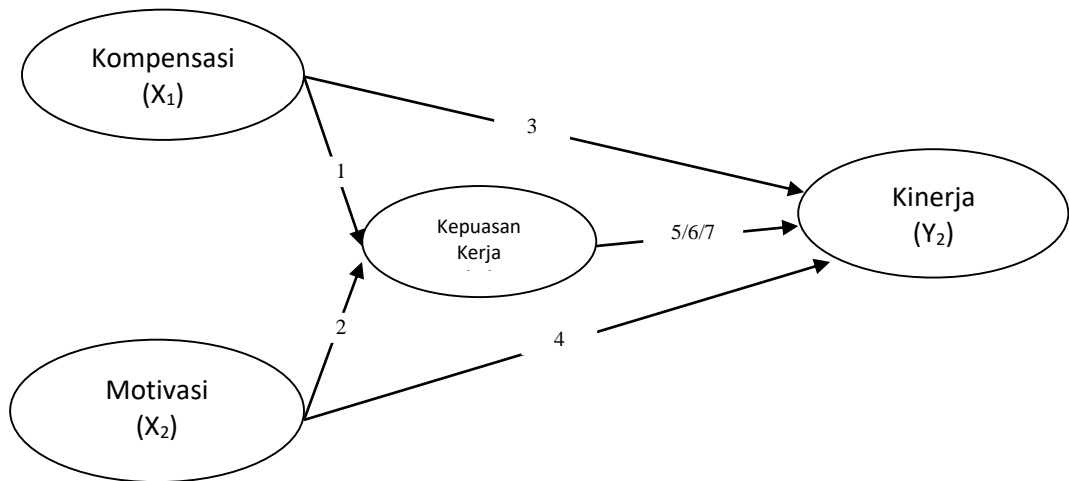 Kompensasi
(X₁)
3
1
Kepuasan
Kerja
5/6/7
Kinerja
(Y₂)
2
4
Motivasi
(X₂)